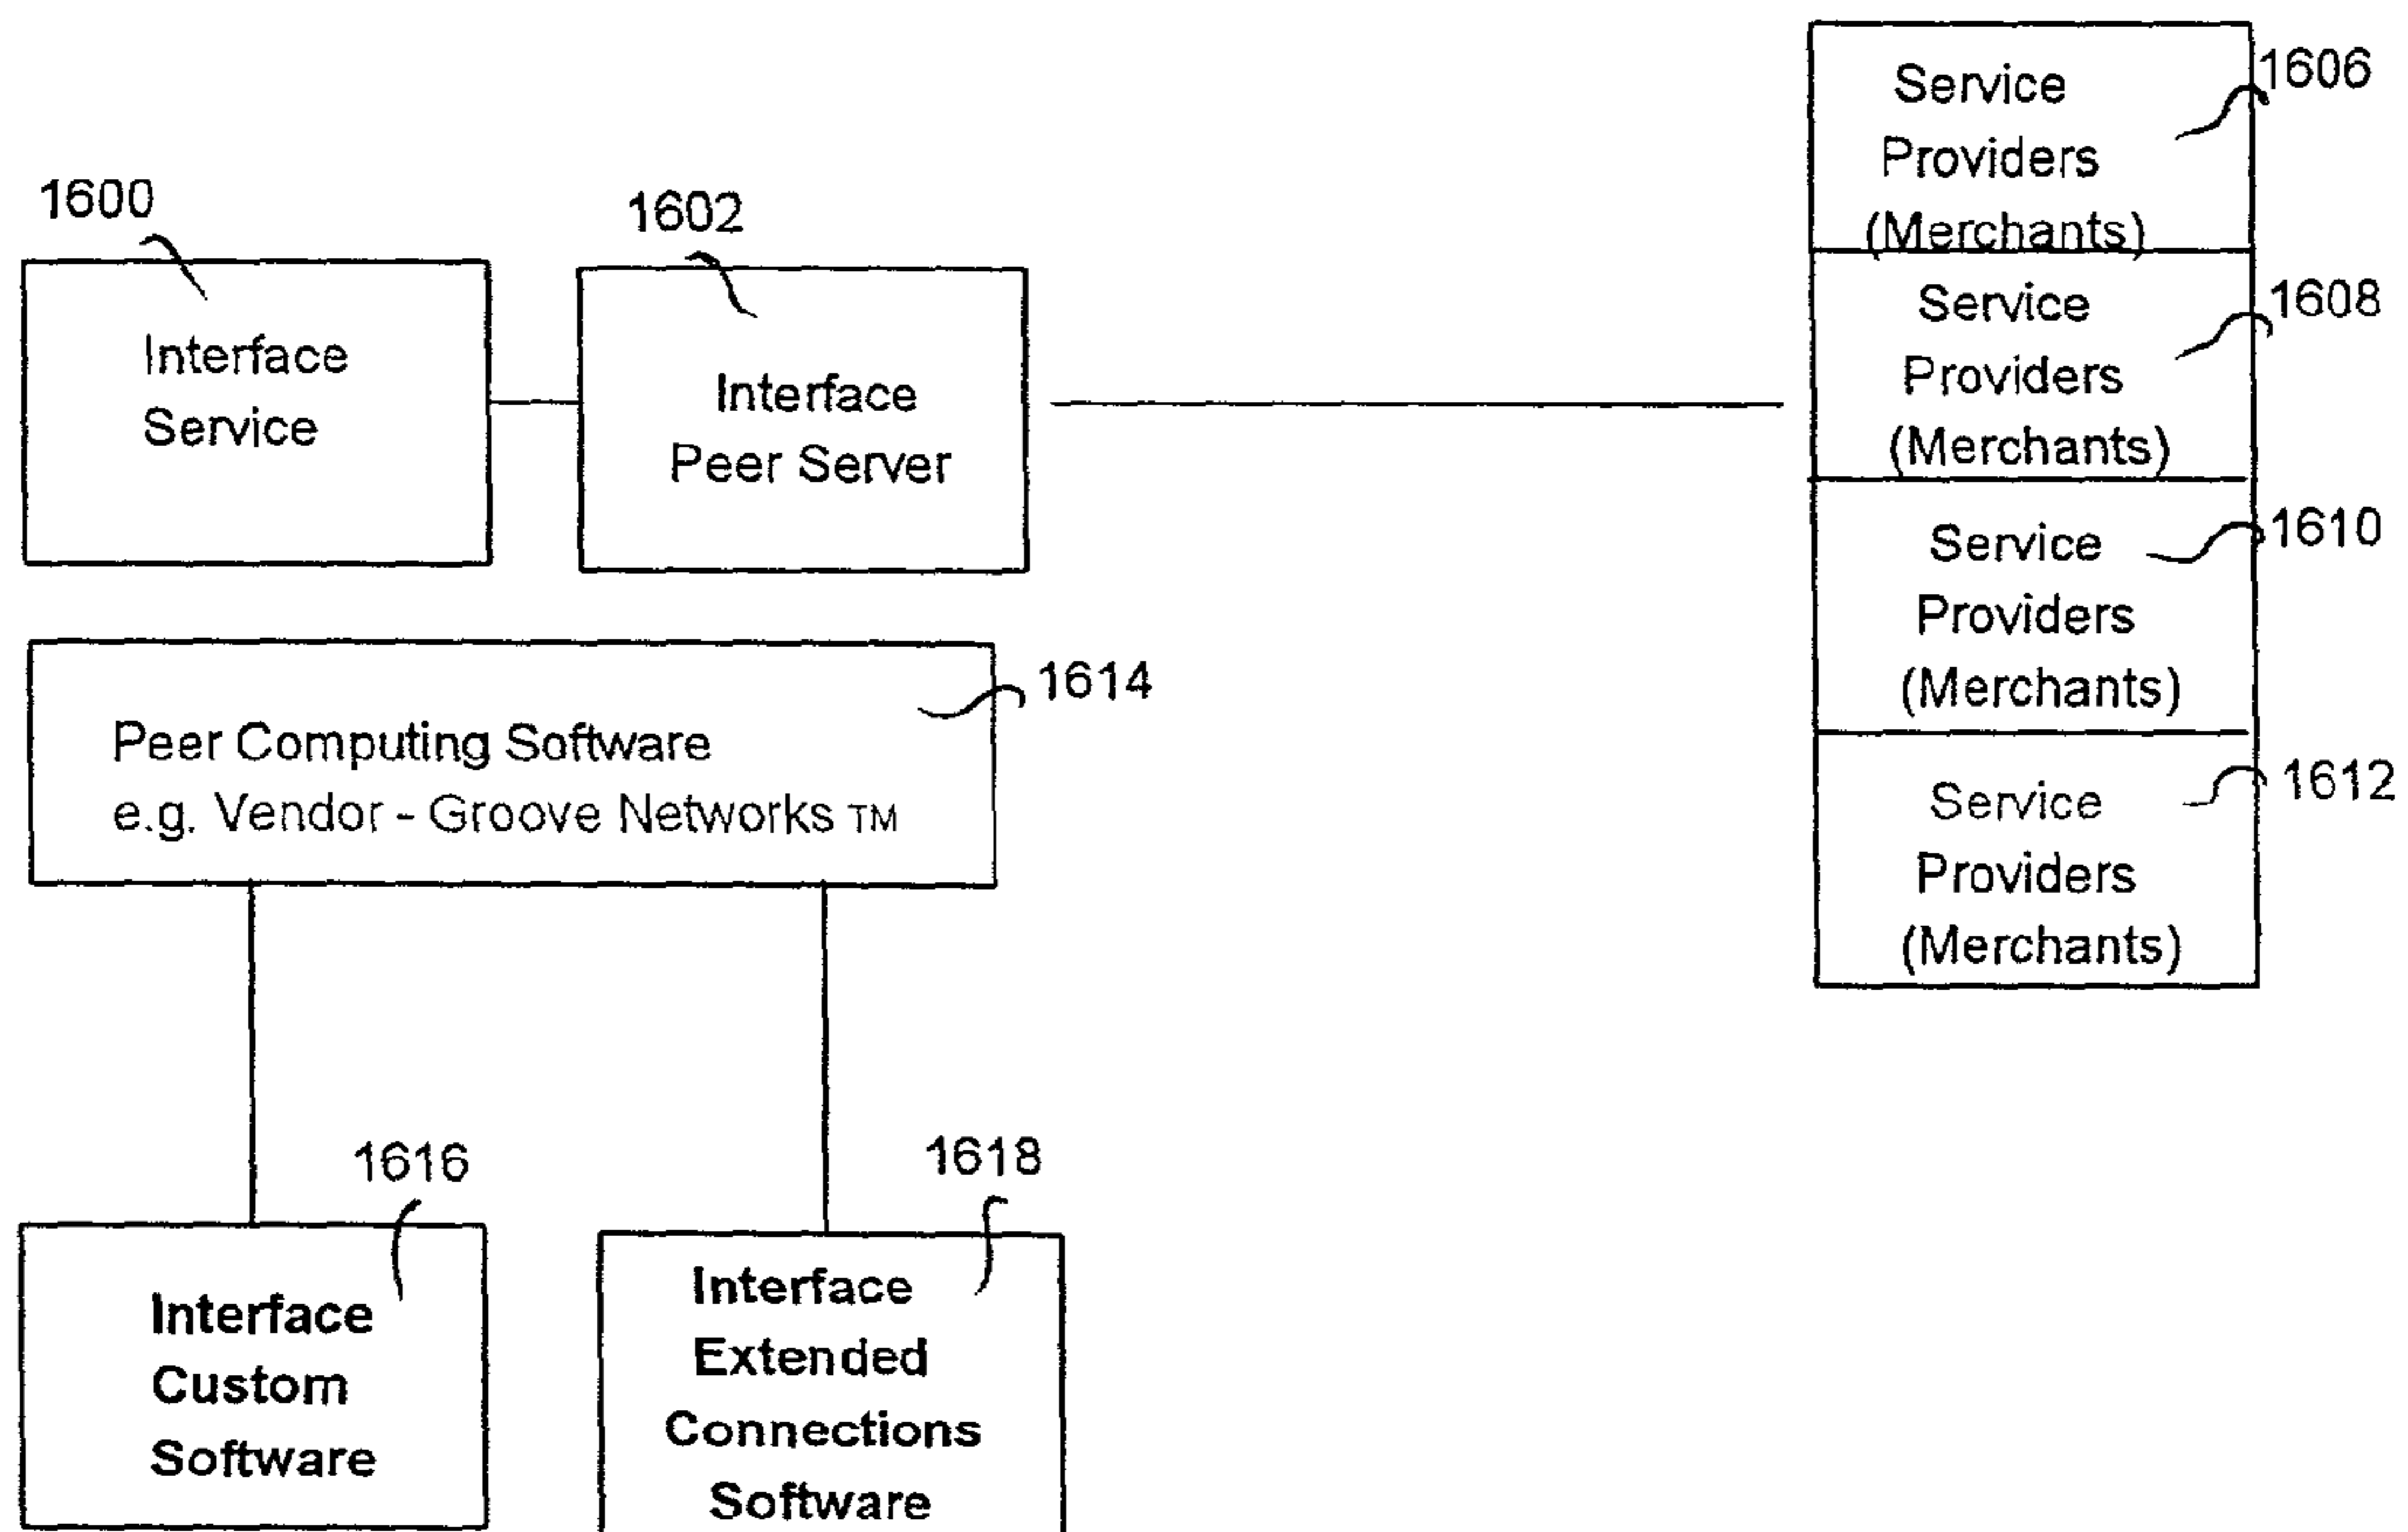 1600
Interface
Service
1602
Interface
Peer Server
1606
Service
Providers
(Merchants)
1608
Service
Providers
(Merchants)
1610
Service
Providers
(Merchants)
1612
Service
Providers
(Merchants)
1614
Peer Computing Software
e.g. Vendor - Groove Networks TM
1616
Interface
Custom
Software
1618
Interface
Extended
Connections
Software